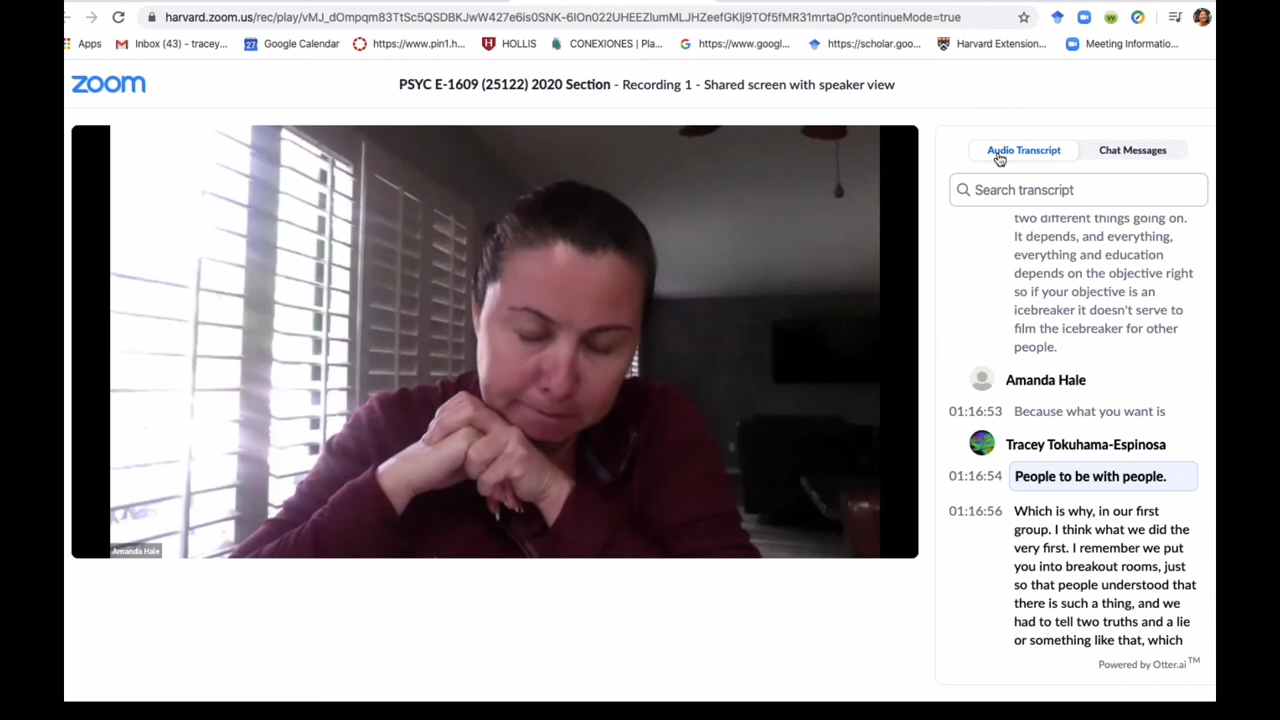 harvard.zoom.us/rec/play/vMJ_dOmpqm83TtSc5QSDBKJwW427e6is0SNK-6IOn022UHEEZlumMLJHZeefGKlj9TOf5fMR31mrtaOp?continueMode=true
Apps Inbox (43) - tracey... 27 Google Calendar https://www.pin1.h... HOLLIS CONEXIONES | Pla... https://www.googl... https://scholar.goo... Harvard Extension... Meeting Informatio...
zoom
PSYC E-1609 (25122) 2020 Section - Recording 1 - Shared screen with speaker view
Audio Transcript Chat Messages
Search transcript
two different things going on.
It depends, and everything,
everything and education
depends on the objective right
so if your objective is an
icebreaker it doesn't serve to
film the icebreaker for other
people.
Amanda Hale
01:16:53 Because what you want is
Tracey Tokuhama-Espinosa
01:16:54 People to be with people.
01:16:56 Which is why, in our first
group. I think what we did the
very first. I remember we put
you into breakout rooms, just
so that people understood that
there is such a thing, and we
had to tell two truths and a lie
or something like that, which
Powered by Otter.ai™
Amanda Hale